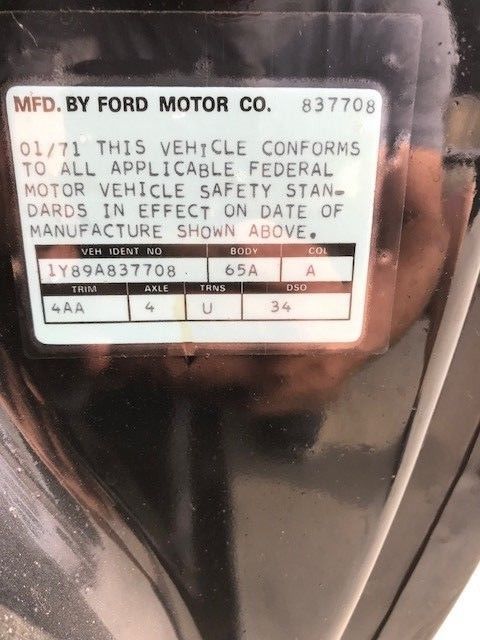 MFD. BY FORD MOTOR CO. 837708
01/71 THIS VEHICLE CONFORMS
TO ALL APPLICABLE FEDERAL
MOTOR VEHICLE SAFETY STAN-
DARDS IN EFFECT ON DATE OF
MANUFACTURE SHOWN ABOVE.
VEH IDENT NO BODY COL
1Y89A837708 65A A
TRIM AXLE TRNS DSO
4AA 4 U 34